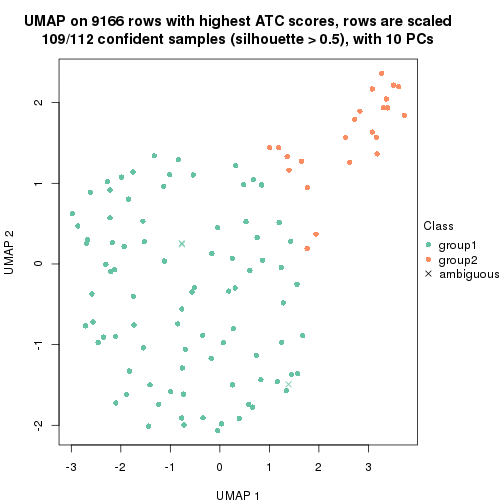 UMAP on 9166 rows with highest ATC scores, rows are scaled
109/112 confident samples (silhouette > 0.5), with 10 PCs
2
1
0
-1
-2
UMAP 2
-3
-2
-1
0
1
2
3
UMAP 1
Class
group1
group2
ambiguous